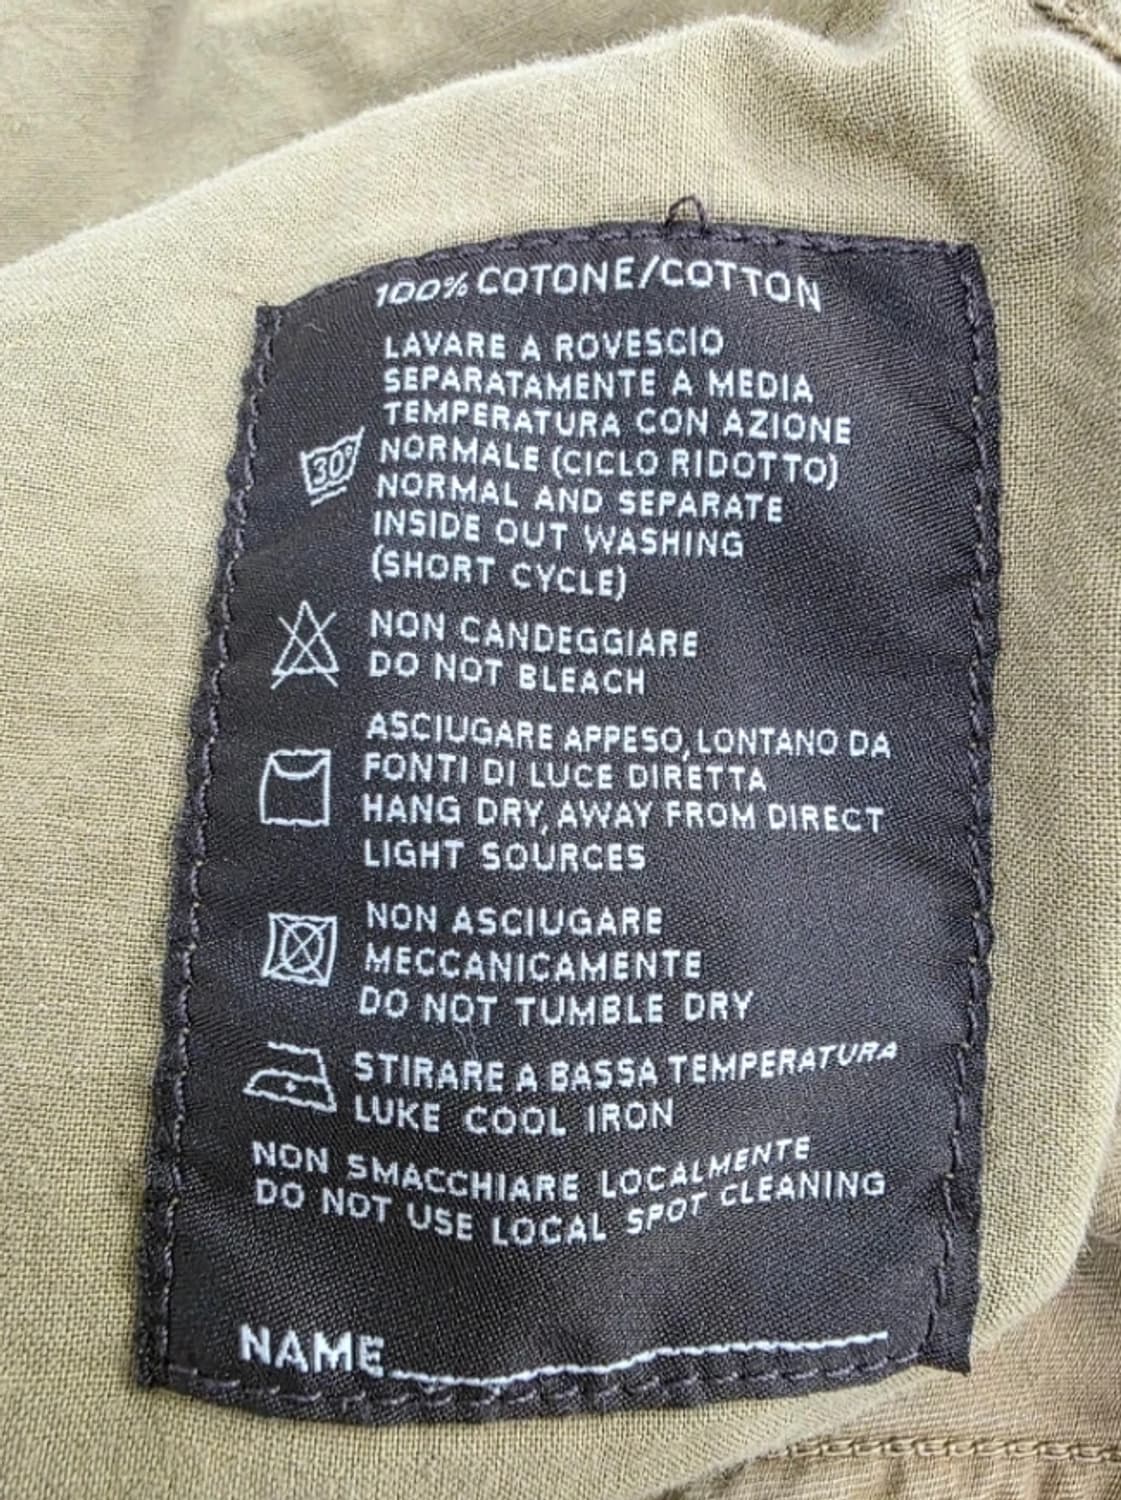 100% COTONE/COTTON
LAVARE A ROVESCIO
SEPARATAMENTE A MEDIA
TEMPERATURA CON AZIONE
30° NORMALE (CICLO RIDOTTO)
NORMAL AND SEPARATE
INSIDE OUT WASHING
(SHORT CYCLE)
NON CANDEGGIARE
DO NOT BLEACH
ASCIUGARE APPESO, LONTANO DA
FONTI DI LUCE DIRETTA
HANG DRY, AWAY FROM DIRECT
LIGHT SOURCES
NON ASCIUGARE
MECCANICAMENTE
DO NOT TUMBLE DRY
STIRARE A BASSA TEMPERATURA
LUKE COOL IRON
NON SMACCHIARE LOCALMENTE
DO NOT USE LOCAL SPOT CLEANING
NAME